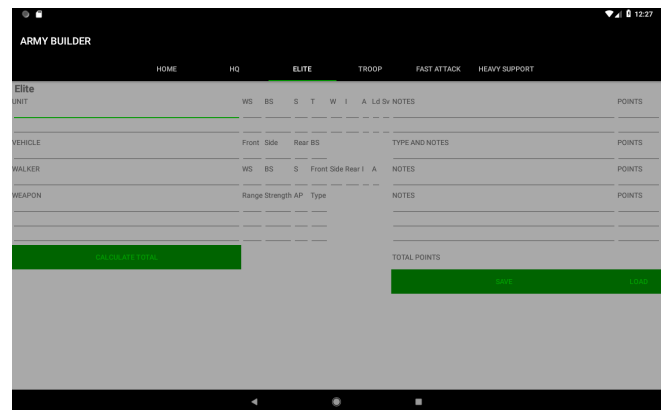 12:27
ARMY BUILDER
HOME HQ ELITE TROOP FAST ATTACK HEAVY SUPPORT
Elite
UNIT WS BS S T W I A Ld Sv NOTES POINTS
VEHICLE Front Side Rear BS TYPE AND NOTES POINTS
WALKER WS BS S Front Side Rear I A NOTES POINTS
WEAPON Range Strength AP Type NOTES POINTS
CALCULATE TOTAL TOTAL POINTS
SAVE LOAD